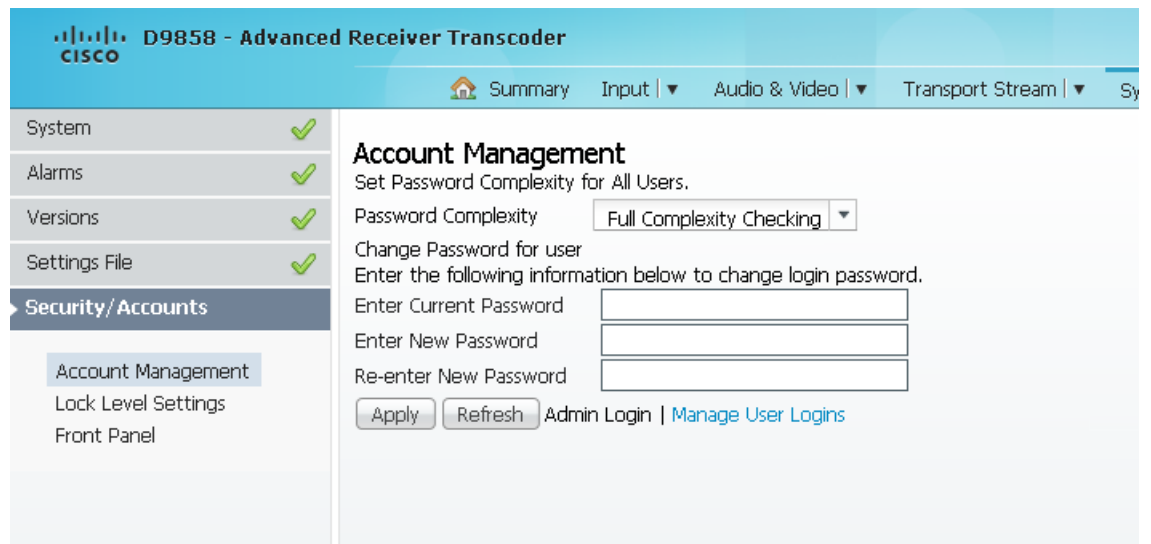 CISCO D9858 - Advanced Receiver Transcoder
Summary Input | ▼ Audio & Video | ▼ Transport Stream | ▼ Sy
System
Alarms
Versions
Settings File
Security/Accounts
Account Management
Lock Level Settings
Front Panel
Account Management
Set Password Complexity for All Users.
Password Complexity Full Complexity Checking
Change Password for user
Enter the following information below to change login password.
Enter Current Password
Enter New Password
Re-enter New Password
Apply Refresh Admin Login | Manage User Logins